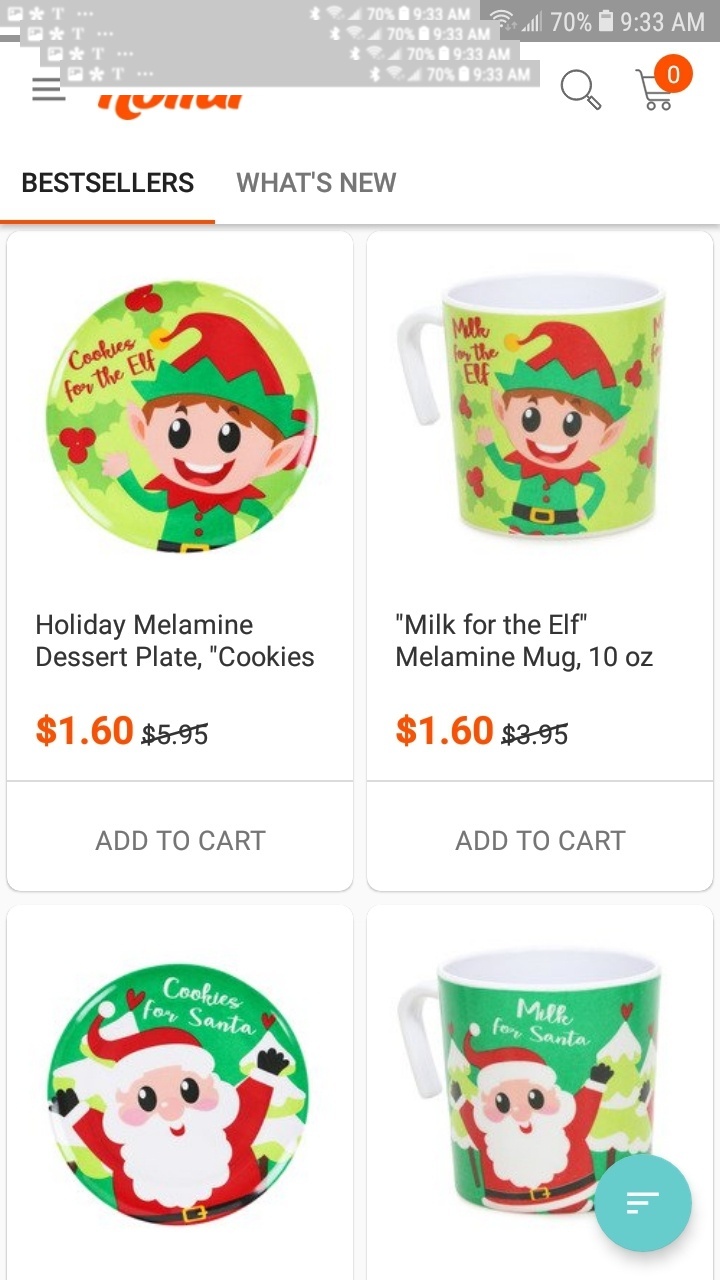 T ... 70% 9:33 AM 70% 9:33 AM
T ... 70% 9:33 AM
T ... 70% 9:33 AM
T ... 70% 9:33 AM
0
BESTSELLERS WHAT'S NEW
Cookies
for the Elf
Milk
for the
Elf
Holiday Melamine
Dessert Plate, "Cookies
"Milk for the Elf"
Melamine Mug, 10 oz
$1.60 $5.95
$1.60 $3.95
ADD TO CART
ADD TO CART
Cookies
for Santa
Milk
for Santa